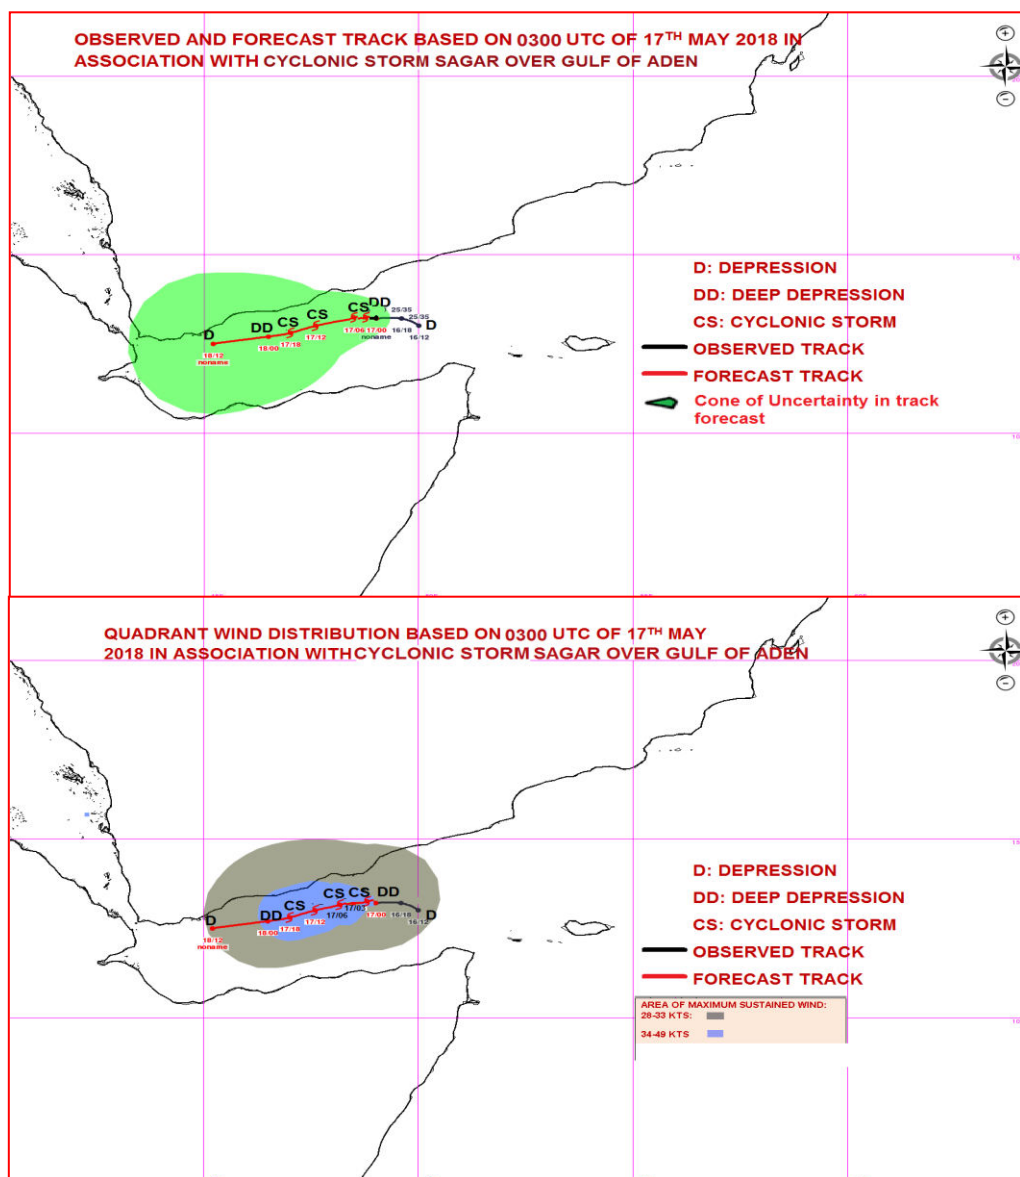 OBSERVED AND FORECAST TRACK BASED ON 0300 UTC OF 17TH MAY 2018 IN
ASSOCIATION WITH CYCLONIC STORM SAGAR OVER GULF OF ADEN
D: DEPRESSION
DD: DEEP DEPRESSION
CS: CYCLONIC STORM
OBSERVED TRACK
FORECAST TRACK
Cone of Uncertainty in track
forecast
D
DD
CS
CS
CS
DD
D
25/35
25/35
18/12
noname
18/00
17/18
17/12
17/06
17/00
noname
16/18
16/12
QUADRANT WIND DISTRIBUTION BASED ON 0300 UTC OF 17TH MAY
2018 IN ASSOCIATION WITH CYCLONIC STORM SAGAR OVER GULF OF ADEN
D: DEPRESSION
DD: DEEP DEPRESSION
CS: CYCLONIC STORM
OBSERVED TRACK
FORECAST TRACK
AREA OF MAXIMUM SUSTAINED WIND:
28-33 KTS:
34-49 KTS
D
DD
CS
CS
CS
DD
D
18/12
noname
18/00
17/18
17/12
17/06
17/03
17/00
16/18
16/12